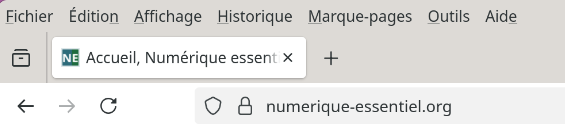 Fichier Édition Affichage Historique Marque-pages Outils Aide
NE Accueil, Numérique essent
numerique-essentiel.org